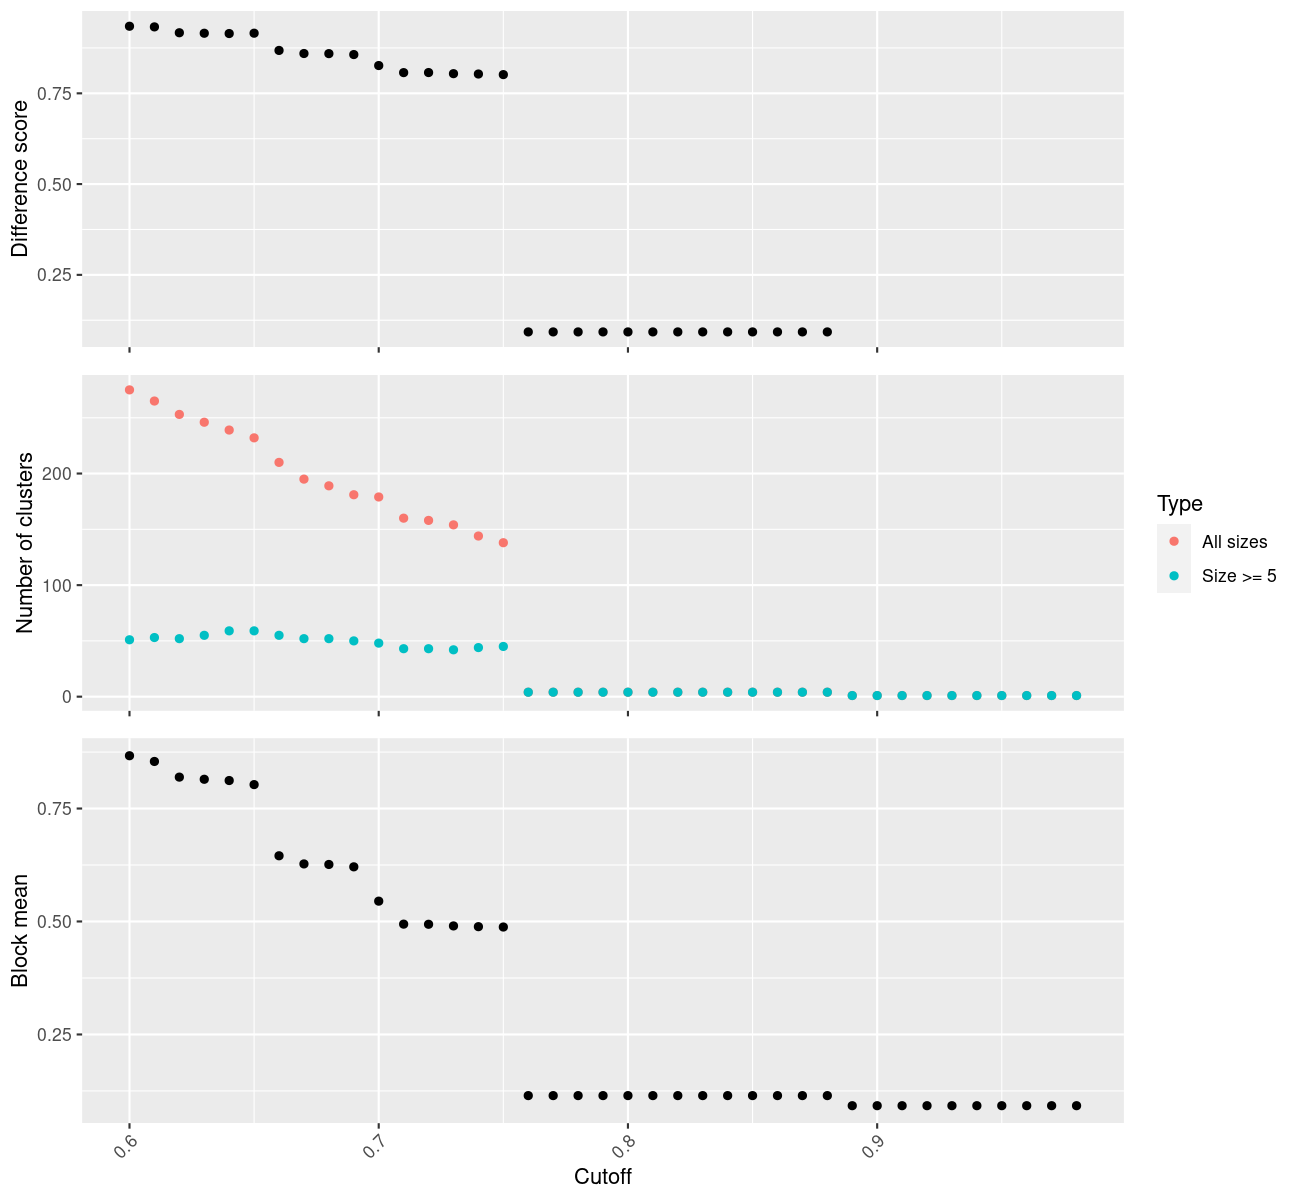 Difference score
0.75
0.50
0.25
Number of clusters
200
100
0
Type
All sizes
Size >= 5
Block mean
0.75
0.50
0.25
0.6
0.7
0.8
0.9
Cutoff